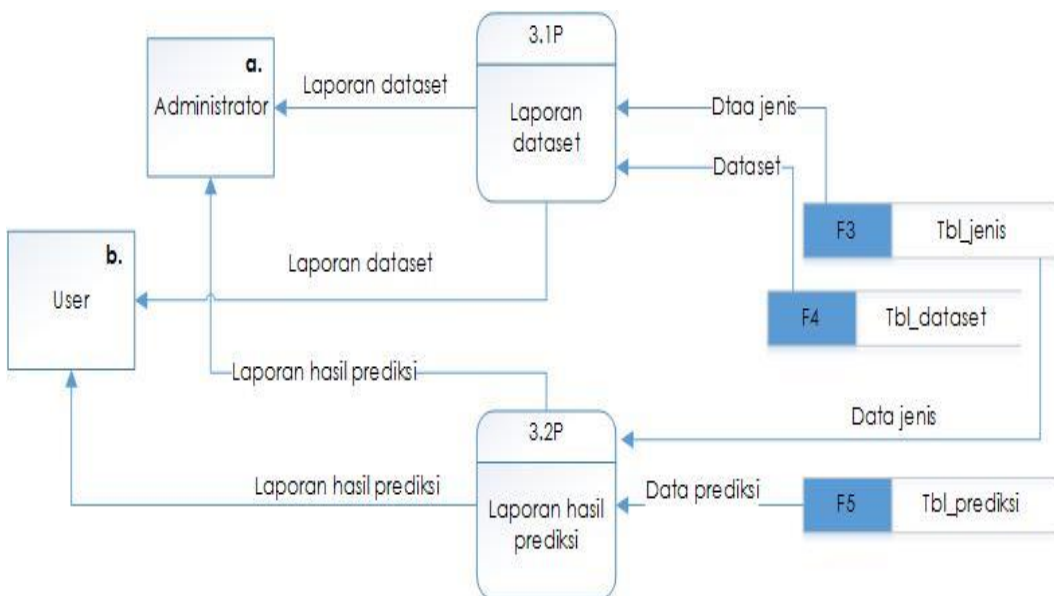 3.1P
a.
Administrator
Laporan dataset
Laporan
dataset
Dtaa jenis
Dataset
F3
Tbl_jenis
b.
User
Laporan dataset
F4
Tbl_dataset
Laporan hasil prediksi
Data jenis
3.2P
Laporan hasil prediksi
Laporan hasil
prediksi
Data prediksi
F5
Tbl_prediksi